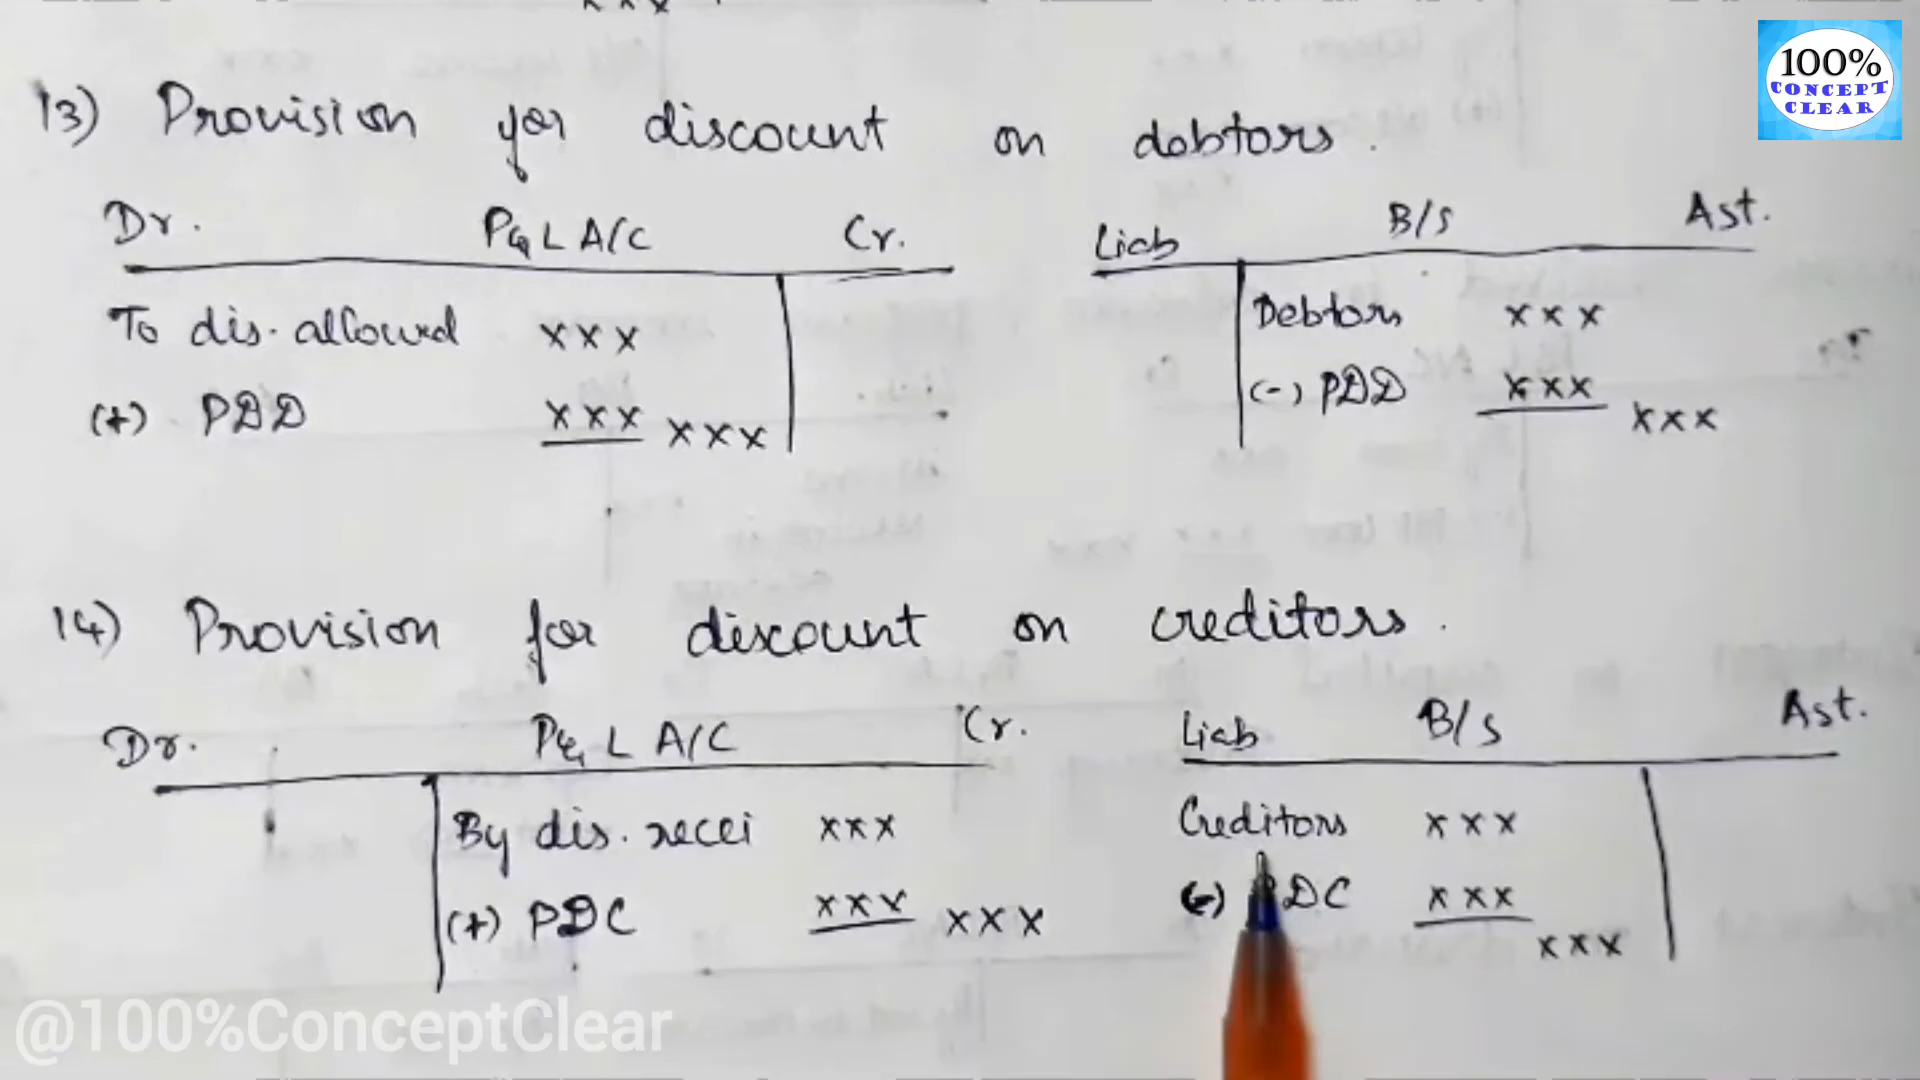 100%
CONCEPT
CLEAR
13) Provision for discount on debtors.
Dr. P&L A/C Cr.
To dis. allowed xxx
(+) PDD xxx xxx
Liab B/S Ast.
Debtors xxx
(-) PDD xxx xxx
14) Provision for discount on creditors.
Dr. P&L A/C Cr.
By dis. recei xxx
(+) PDC xxx xxx
Liab B/S Ast.
Creditors xxx
(-) PDC xxx
xxx
@100%ConceptClear